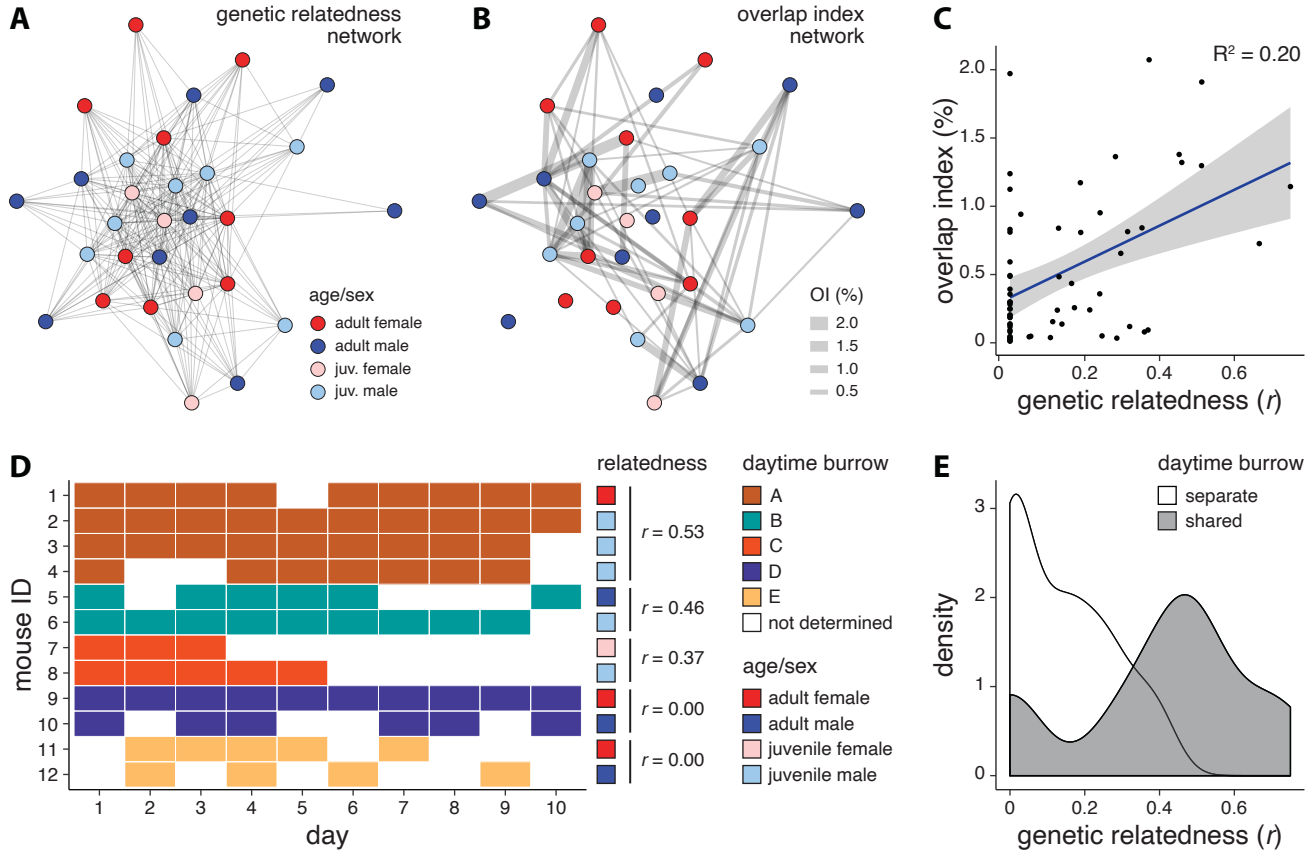 A
genetic relatedness
network
age/sex
adult female
adult male
juv. female
juv. male
B
overlap index
network
OI (%)
2.0
1.5
1.0
0.5
C
R² = 0.20
overlap index (%)
2.0
1.5
1.0
0.5
0
0 0.2 0.4 0.6
genetic relatedness (r)
D
mouse ID
1
2
3
4
5
6
7
8
9
10
11
12
1 2 3 4 5 6 7 8 9 10
day
relatedness
r = 0.53
r = 0.46
r = 0.37
r = 0.00
r = 0.00
daytime burrow
A
B
C
D
E
not determined
age/sex
adult female
adult male
juvenile female
juvenile male
E
daytime burrow
separate
shared
density
3
2
1
0
0 0.2 0.4 0.6
genetic relatedness (r)